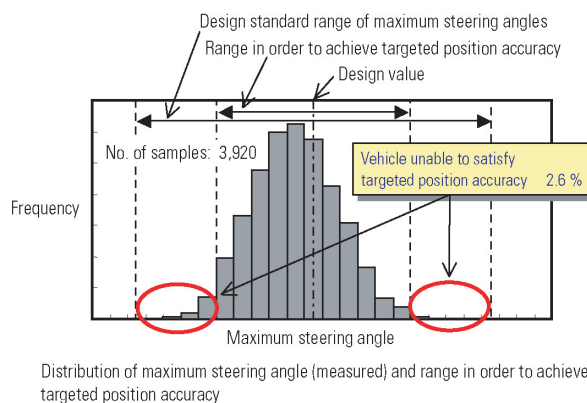 Design standard range of maximum steering angles
Range in order to achieve targeted position accuracy
Design value
No. of samples: 3,920
Vehicle unable to satisfy
targeted position accuracy 2.6 %
Frequency
Maximum steering angle
Distribution of maximum steering angle (measured) and range in order to achieve
targeted position accuracy